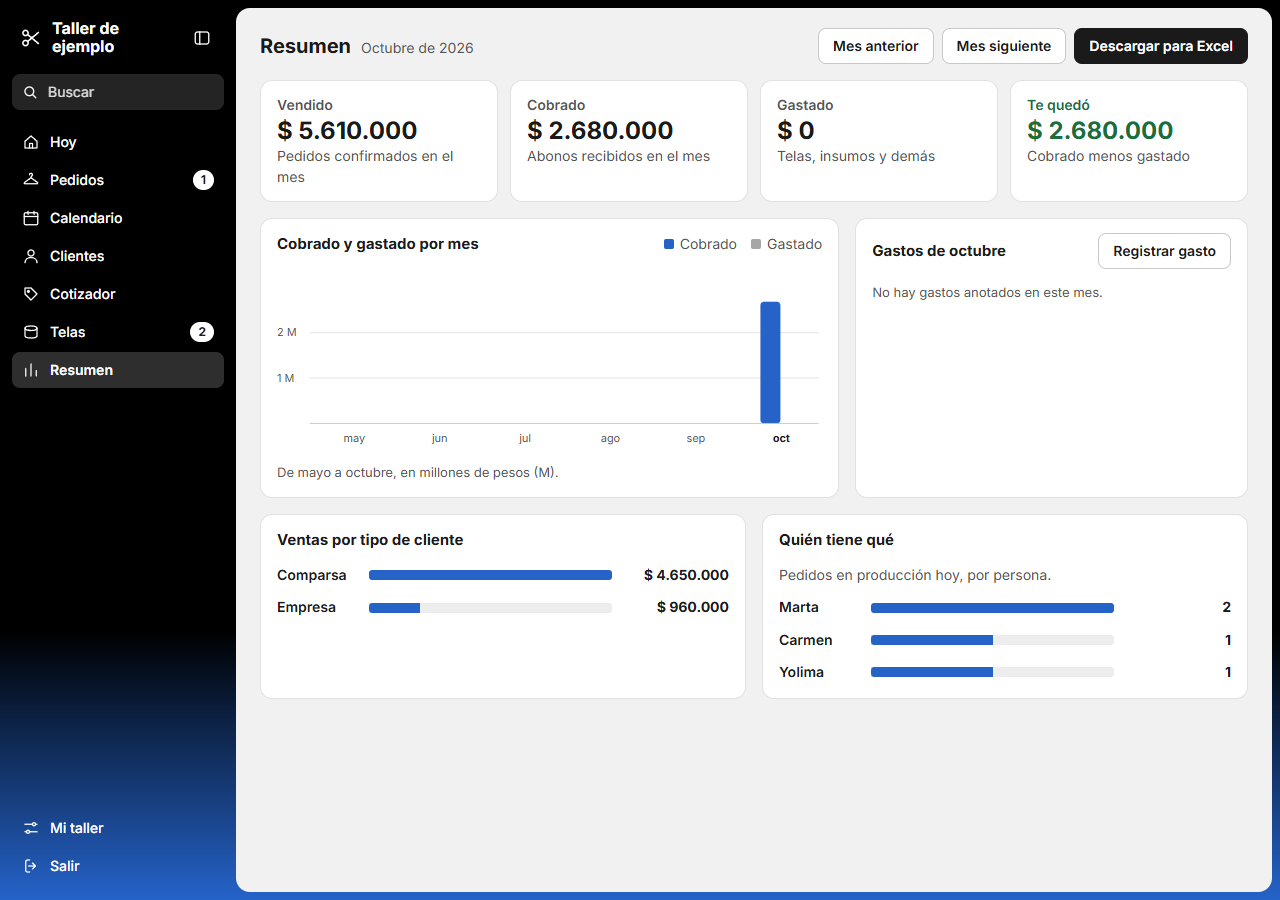 Taller de
ejemplo
Buscar
Hoy
Pedidos 1
Calendario
Clientes
Cotizador
Telas 2
Resumen
Mi taller
Salir
Resumen Octubre de 2026
Mes anterior Mes siguiente Descargar para Excel
Vendido
$ 5.610.000
Pedidos confirmados en el
mes
Cobrado
$ 2.680.000
Abonos recibidos en el mes
Gastado
$ 0
Telas, insumos y demás
Te quedó
$ 2.680.000
Cobrado menos gastado
Cobrado y gastado por mes Cobrado Gastado
2 M
1 M
may jun jul ago sep oct
De mayo a octubre, en millones de pesos (M).
Gastos de octubre Registrar gasto
No hay gastos anotados en este mes.
Ventas por tipo de cliente
Comparsa $ 4.650.000
Empresa $ 960.000
Quién tiene qué
Pedidos en producción hoy, por persona.
Marta 2
Carmen 1
Yolima 1